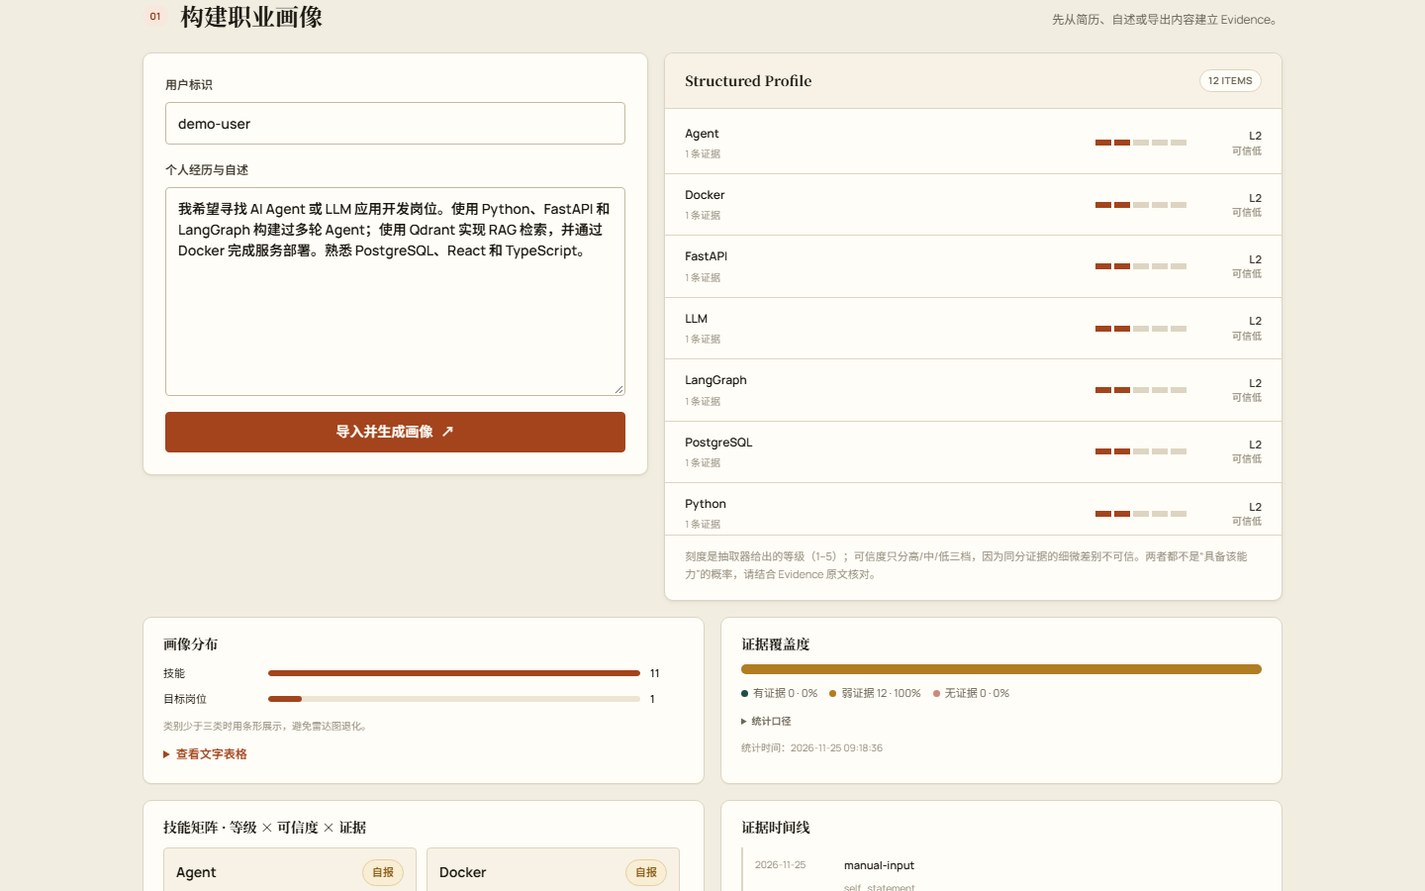 01
构建职业画像
先从简历、自述或导出内容建立 Evidence。
用户标识
demo-user
个人经历与自述
我希望寻找 AI Agent 或 LLM 应用开发岗位。使用 Python、FastAPI 和
LangGraph 构建过多轮 Agent；使用 Qdrant 实现 RAG 检索，并通过
Docker 完成服务部署。熟悉 PostgreSQL、React 和 TypeScript。
导入并生成画像 ↗
Structured Profile
12 ITEMS
Agent
1 条证据
L2
可信低
Docker
1 条证据
L2
可信低
FastAPI
1 条证据
L2
可信低
LLM
1 条证据
L2
可信低
LangGraph
1 条证据
L2
可信低
PostgreSQL
1 条证据
L2
可信低
Python
1 条证据
L2
可信低
刻度是抽取器给出的等级（1–5）；可信度只分高/中/低三档，因为同分证据的细微差别不可信。两者都不是“具备该能
力”的概率，请结合 Evidence 原文核对。
画像分布
技能 11
目标岗位 1
类别少于三类时用条形展示，避免雷达图退化。
▶ 查看文字表格
证据覆盖度
有证据 0 · 0% 弱证据 12 · 100% 无证据 0 · 0%
▶ 统计口径
统计时间：2026-11-25 09:18:36
技能矩阵 · 等级 × 可信度 × 证据
Agent 自报
Docker 自报
证据时间线
2026-11-25 manual-input
self_statement